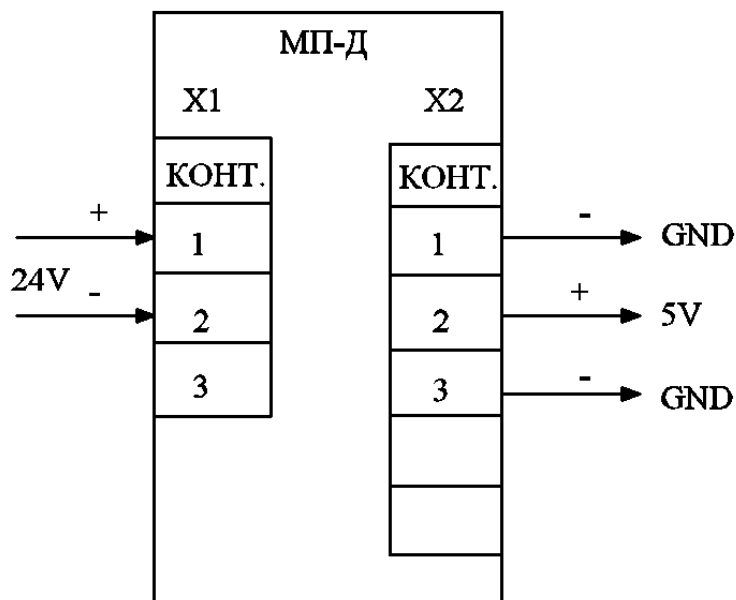 МП-Д
X1 X2
КОНТ. КОНТ.
+ 1 1 - GND
24V
- 2 2 + 5V
3 3 - GND